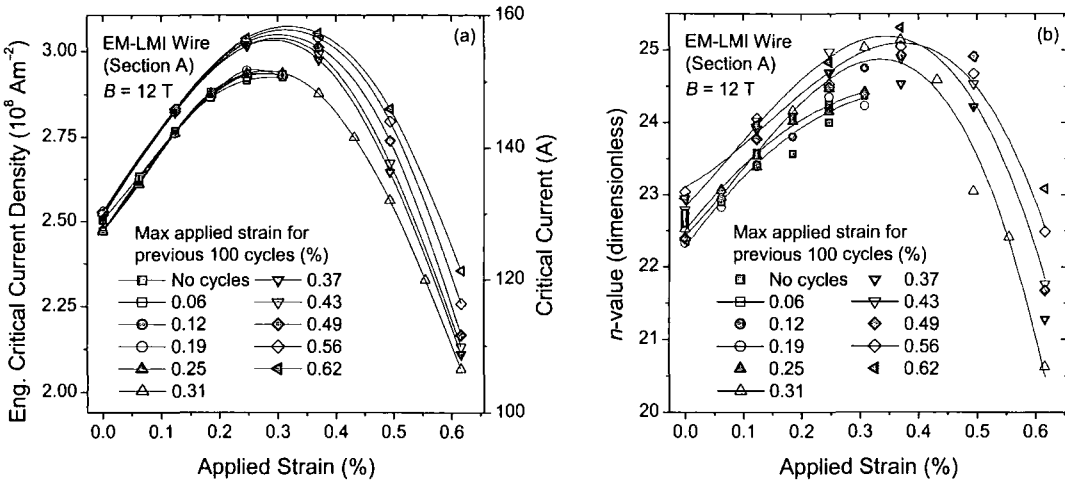 (a)
EM-LMI Wire
(Section A)
B = 12 T
Max applied strain for
previous 100 cycles (%)
No cycles
0.06
0.12
0.19
0.25
0.31
0.37
0.43
0.49
0.56
0.62
Eng. Critical Current Density (10⁸ Am⁻²)
3.00
2.75
2.50
2.25
2.00
Critical Current (A)
160
140
120
100
0.0 0.1 0.2 0.3 0.4 0.5 0.6
Applied Strain (%)
(b)
EM-LMI Wire
(Section A)
B = 12 T
Max applied strain for
previous 100 cycles (%)
No cycles
0.06
0.12
0.19
0.25
0.31
0.37
0.43
0.49
0.56
0.62
n-value (dimensionless)
25
24
23
22
21
20
0.0 0.1 0.2 0.3 0.4 0.5 0.6
Applied Strain (%)